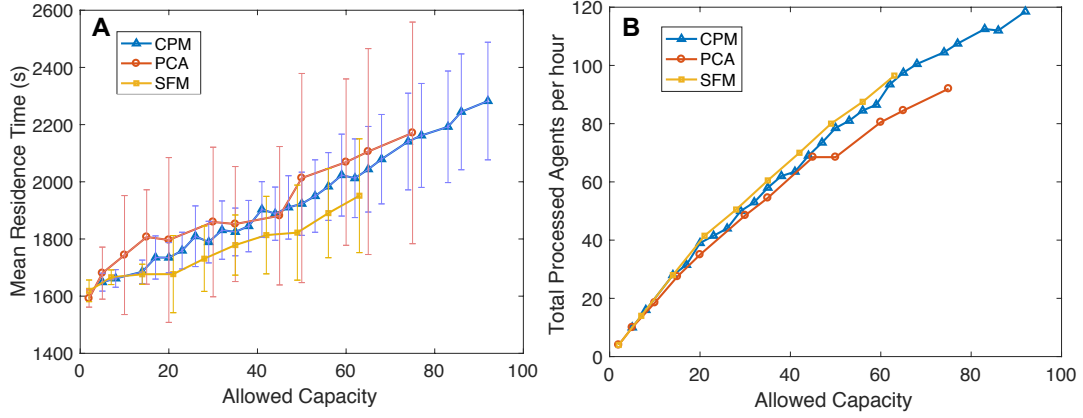 A
CPM
PCA
SFM
Mean Residence Time (s)
2600
2400
2200
2000
1800
1600
1400
0 20 40 60 80 100
Allowed Capacity
B
CPM
PCA
SFM
Total Processed Agents per hour
120
100
80
60
40
20
0
0 20 40 60 80 100
Allowed Capacity